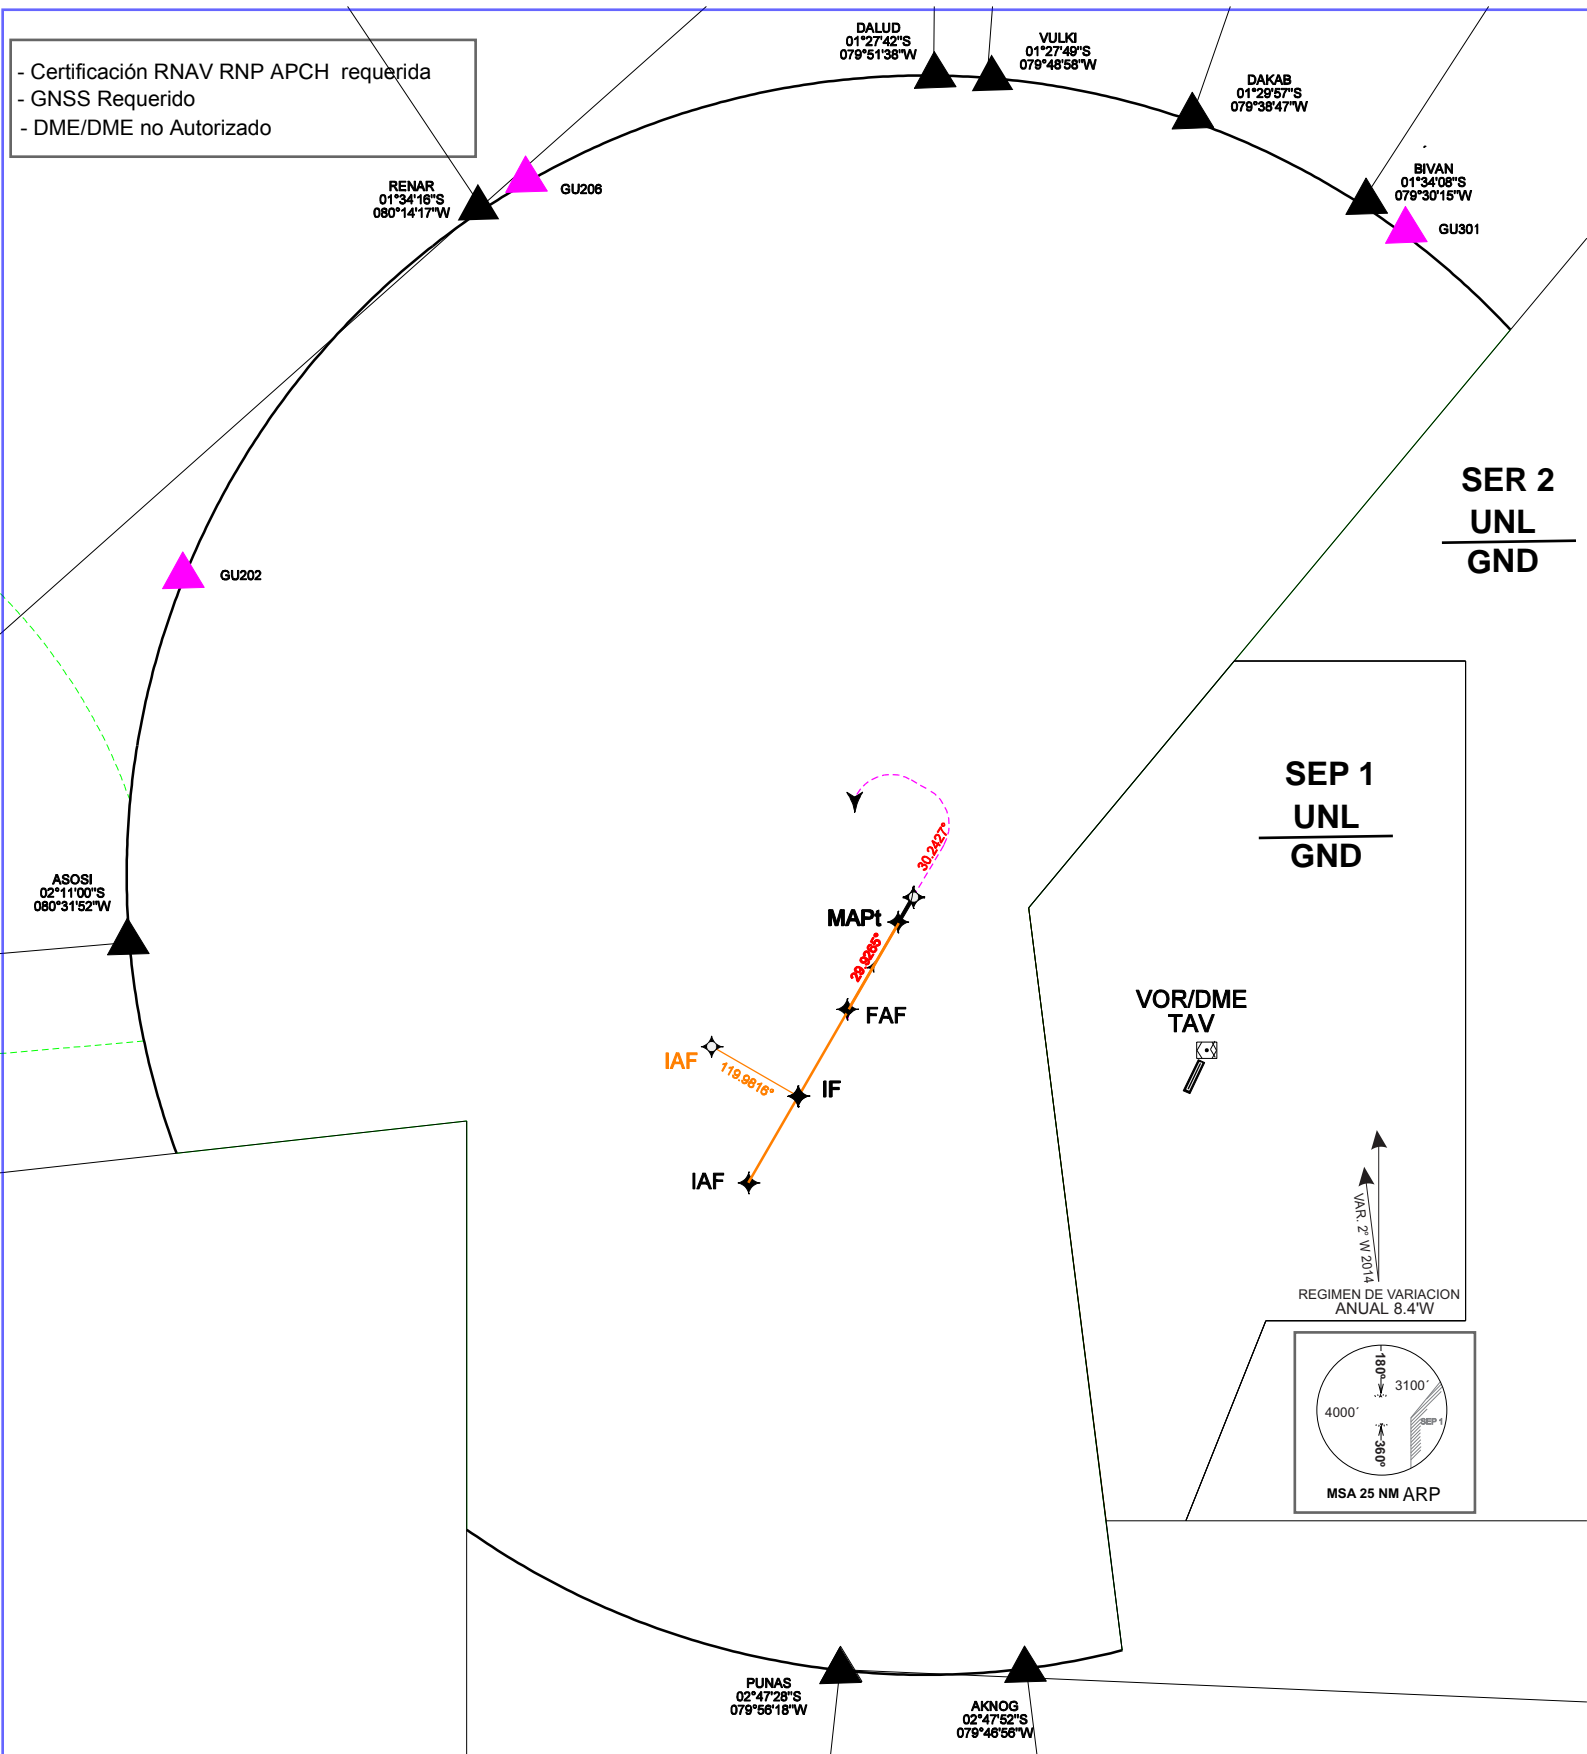 - Certificación RNAV RNP APCH requerida
- GNSS Requerido
- DME/DME no Autorizado
DALUD
01°27'42"S
079°51'38"W
VULKI
01°27'49"S
079°48'58"W
DAKAB
01°29'57"S
079°38'47"W
BIVAN
01°34'08"S
079°30'15"W
RENAR
01°34'16"S
080°14'17"W
GU206
GU301
SER 2
UNL
GND
GU202
SEP 1
UNL
GND
30.2427°
ASOSI
02°11'00"S
080°31'52"W
MAPt
29.9265°
FAF
VOR/DME
TAV
IAF
119.9816°
IF
IAF
VAR. 2° W 2014
REGIMEN DE VARIACION
ANUAL 8.4'W
180°
3100´
4000´
SEP 1
360°
MSA 25 NM ARP
PUNAS
02°47'28"S
079°56'18"W
AKNOG
02°47'52"S
079°46'56"W